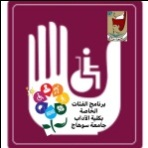 برنامج الفئات
الخاصة
بكلية الآداب
جامعة سوهاج